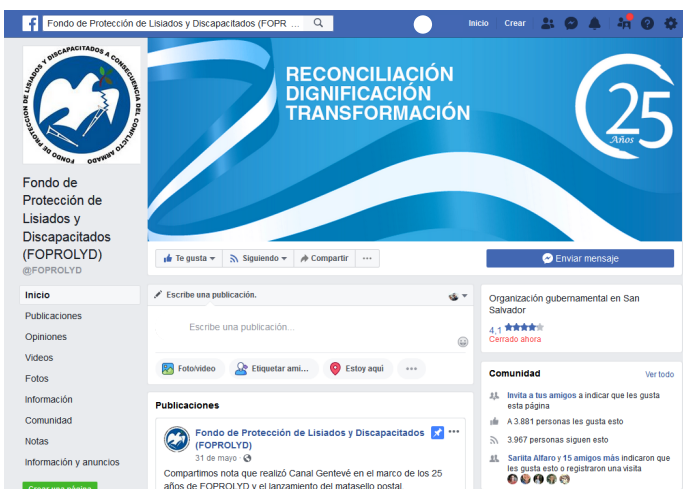 Fondo de Protección de Lisiados y Discapacitados (FOPR ...
Inicio
Crear
FONDO DE PROTECCION DE LISIADOS Y DISCAPACITADOS A CONSECUENCIA DEL CONFLICTO ARMADO
RECONCILIACIÓN
DIGNIFICACIÓN
TRANSFORMACIÓN
25
Años
Fondo de
Protección de
Lisiados y
Discapacitados
(FOPROLYD)
@FOPROLYD
Te gusta
Siguiendo
Compartir
Enviar mensaje
Inicio
Publicaciones
Opiniones
Videos
Fotos
Información
Comunidad
Notas
Información y anuncios
Crear una página
Escribe una publicación.
Escribe una publicación...
Foto/video
Etiquetar ami...
Estoy aquí
Publicaciones
Fondo de Protección de Lisiados y Discapacitados
(FOPROLYD)
31 de mayo ·
Compartimos nota que realizó Canal Gentevé en el marco de los 25
años de FOPROLYD y el lanzamiento del matasello postal.
Organización gubernamental en San
Salvador
4,1
Cerrado ahora
Comunidad
Ver todo
Invita a tus amigos a indicar que les gusta
esta página
A 3.881 personas les gusta esto
3.967 personas siguen esto
Sarilta Alfaro y 15 amigos más indicaron que
les gusta esto o registraron una visita